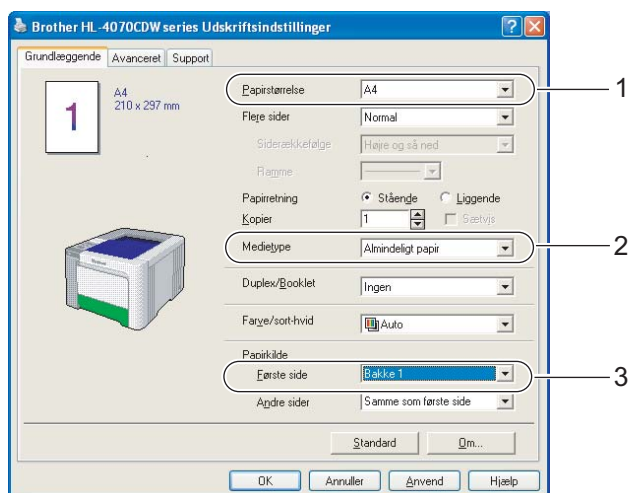 Brother HL-4070CDW series Udskriftsindstillinger
Grundlæggende Avanceret Support
1
A4
210 x 297 mm
Papirstørrelse A4 1
Flere sider Normal
Siderækkefølge Højre og så ned
Ramme
Papirretning Stående Liggende
Kopier 1 Sætvis
Medietype Almindeligt papir 2
Duplex/Booklet Ingen
Farve/sort-hvid Auto
Papirkilde
Første side Bakke 1 3
Andre sider Samme som første side
Standard Om...
OK Annuller Anvend Hjælp